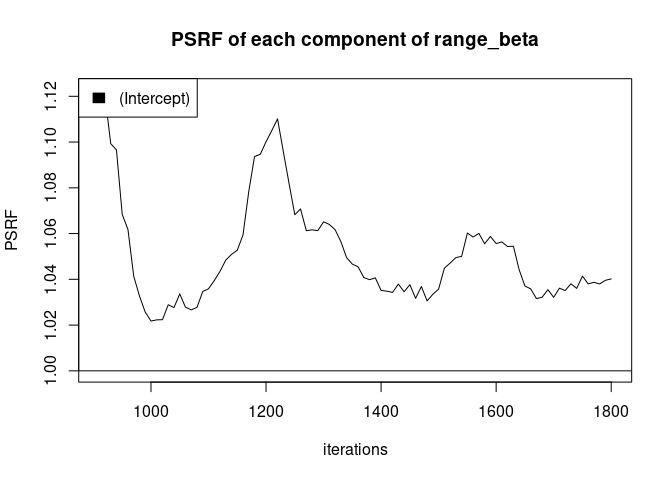 PSRF of each component of range_beta
(Intercept)
PSRF
1.12
1.10
1.08
1.06
1.04
1.02
1.00
1000 1200 1400 1600 1800
iterations